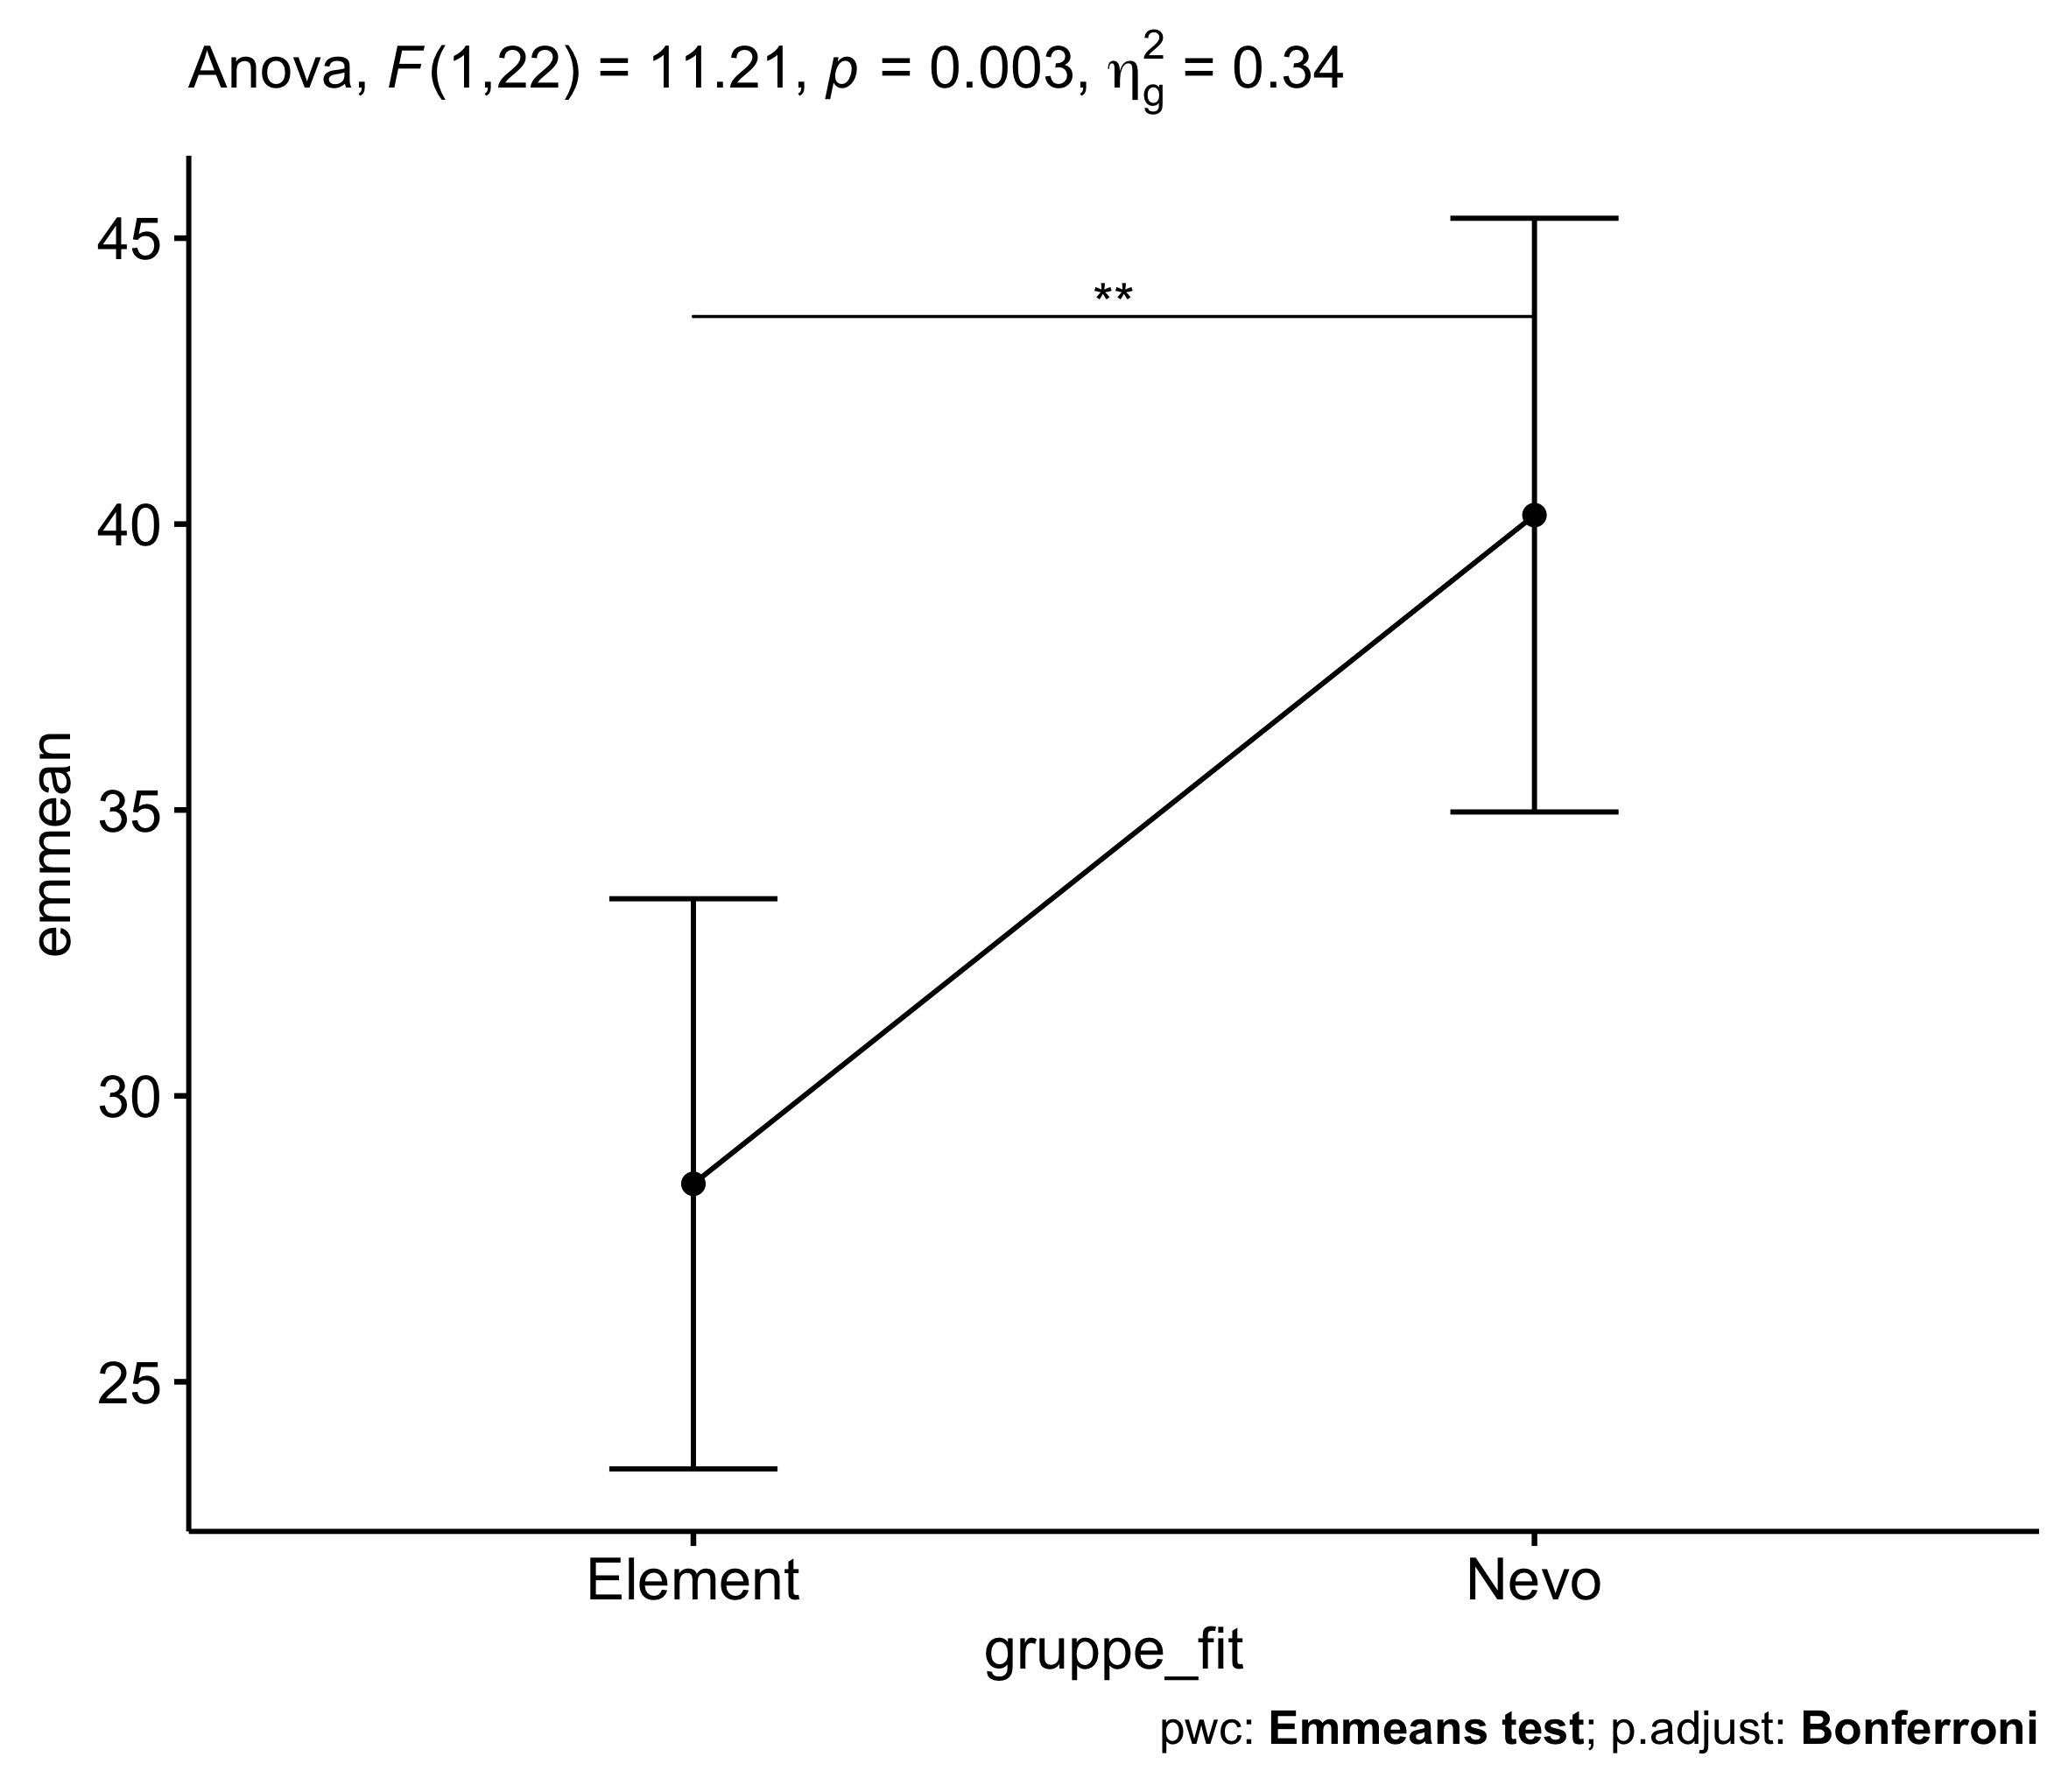 Anova, F(1,22) = 11.21, p = 0.003, η²g = 0.34
45
**
40
35
emmean
30
25
Element Nevo
gruppe_fit
pwc: Emmeans test; p.adjust: Bonferroni